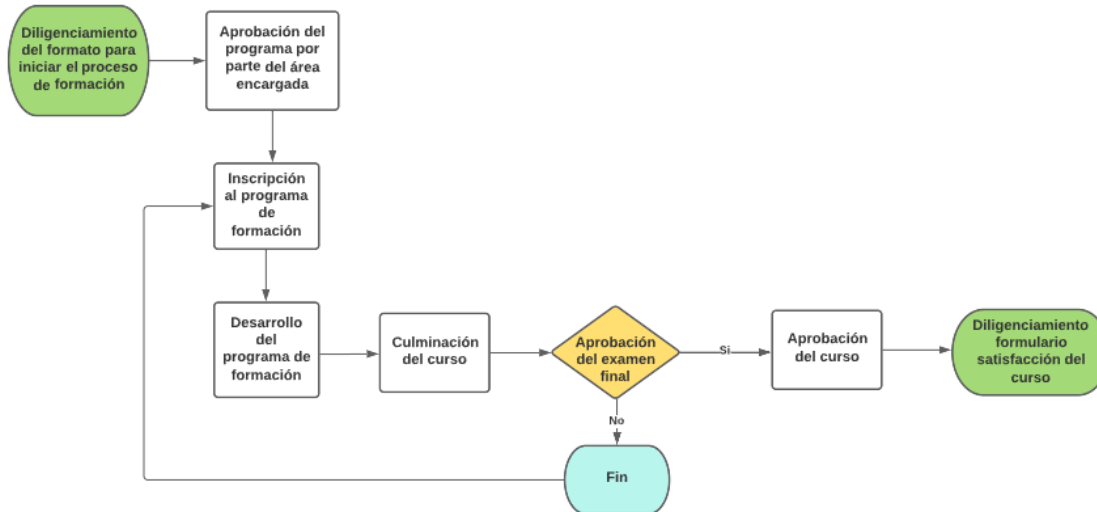 Diligenciamiento
del formato para
iniciar el proceso
de formación
Aprobación del
programa por
parte del área
encargada
Inscripción
al programa
de
formación
Desarrollo
del
programa de
formación
Culminación
del curso
Aprobación
del examen
final
Si
Aprobación
del curso
Diligenciamiento
formulario
satisfacción del
curso
No
Fin